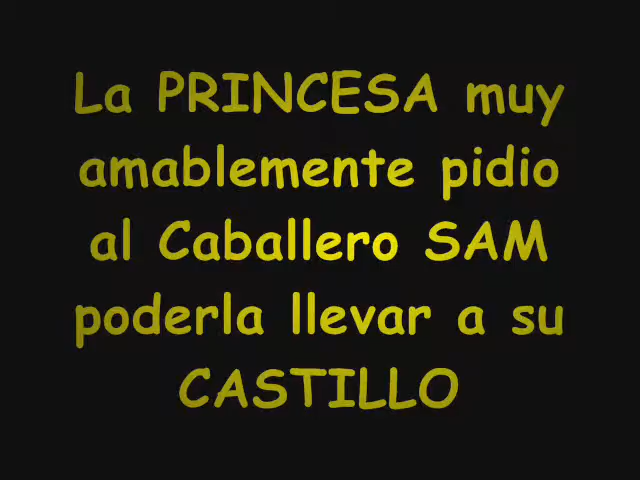 La PRINCESA muy
amablemente pidio
al Caballero SAM
poderla llevar a su
CASTILLO